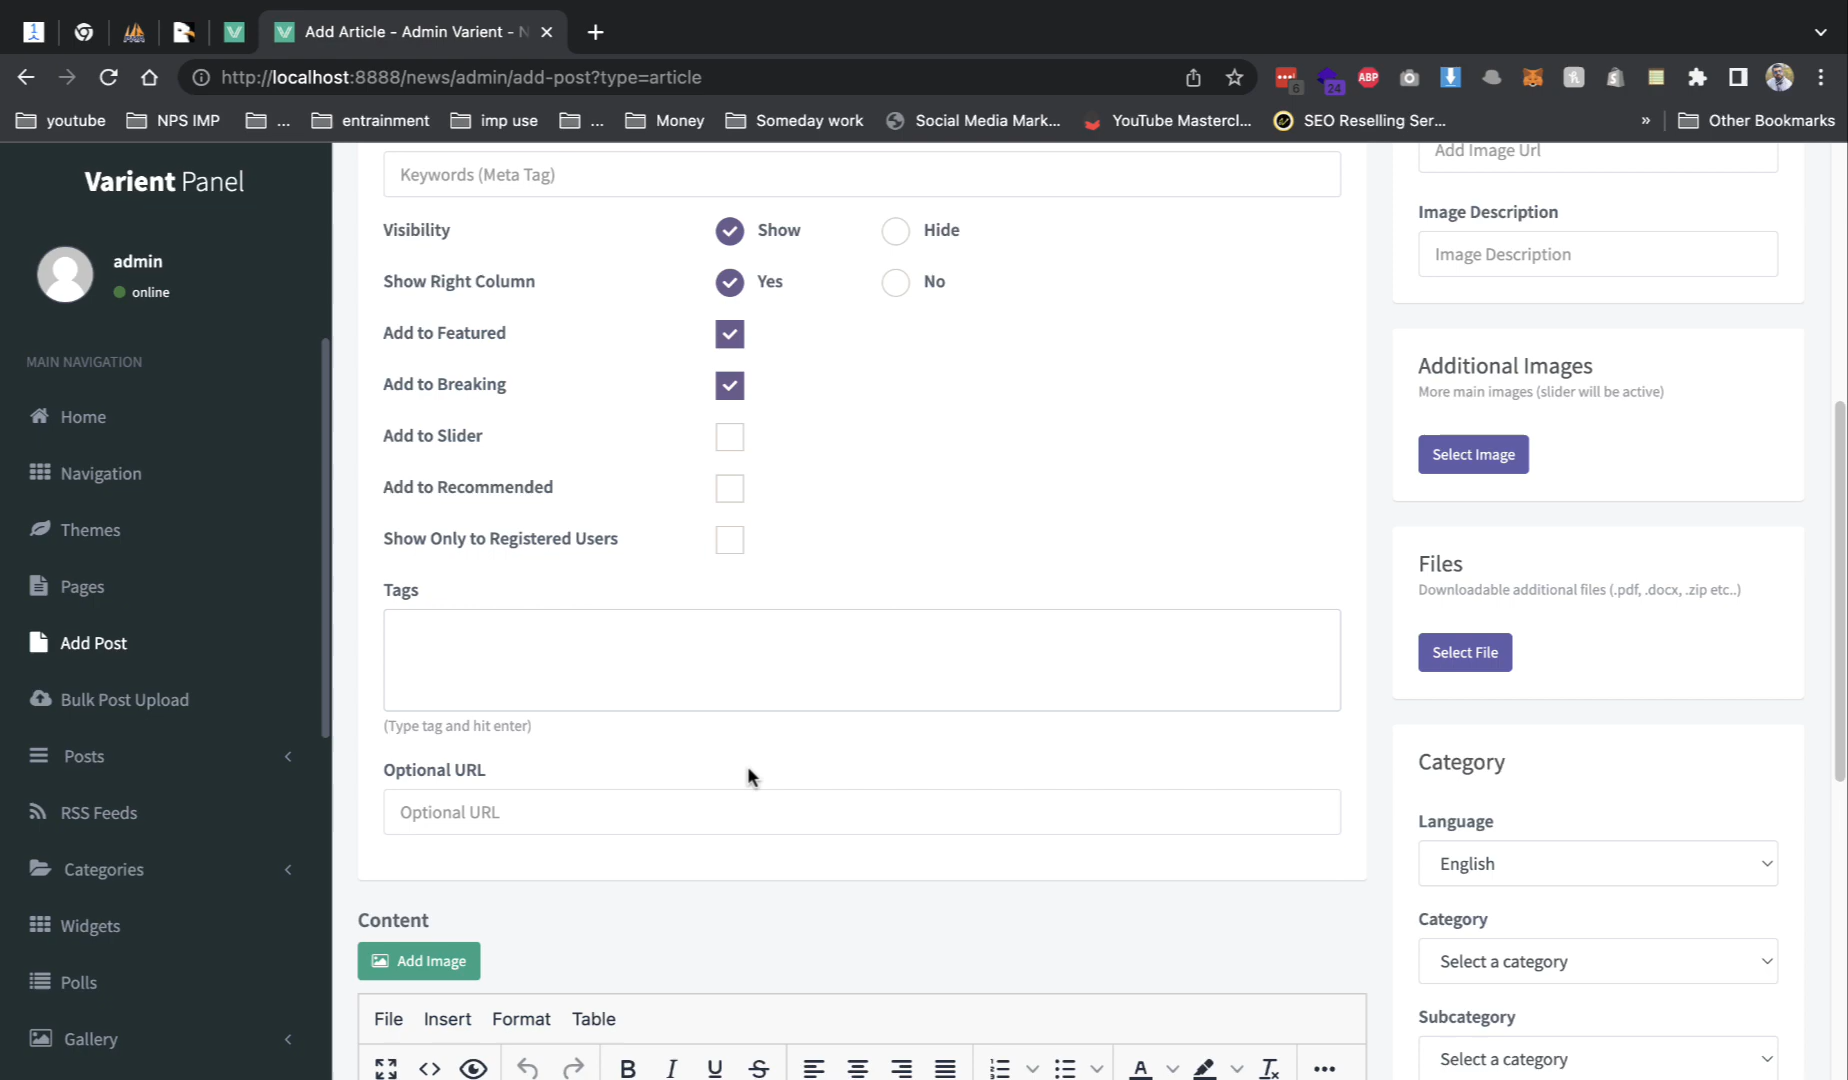 Add Article - Admin Varient - N
http://localhost:8888/news/admin/add-post?type=article
ABP
6
24
youtube
NPS IMP
...
entrainment
imp use
...
Money
Someday work
Social Media Mark...
YouTube Mastercl...
SEO Reselling Ser...
»
Other Bookmarks
Varient Panel
admin
online
MAIN NAVIGATION
Home
Navigation
Themes
Pages
Add Post
Bulk Post Upload
Posts
RSS Feeds
Categories
Widgets
Polls
Gallery
Keywords (Meta Tag)
Visibility
Show
Hide
Show Right Column
Yes
No
Add to Featured
Add to Breaking
Add to Slider
Add to Recommended
Show Only to Registered Users
Tags
(Type tag and hit enter)
Optional URL
Optional URL
Content
Add Image
File Insert Format Table
B I U S A
Add Image Url
Image Description
Image Description
Additional Images
More main images (slider will be active)
Select Image
Files
Downloadable additional files (.pdf, .docx, .zip etc..)
Select File
Category
Language
English
Category
Select a category
Subcategory
Select a category